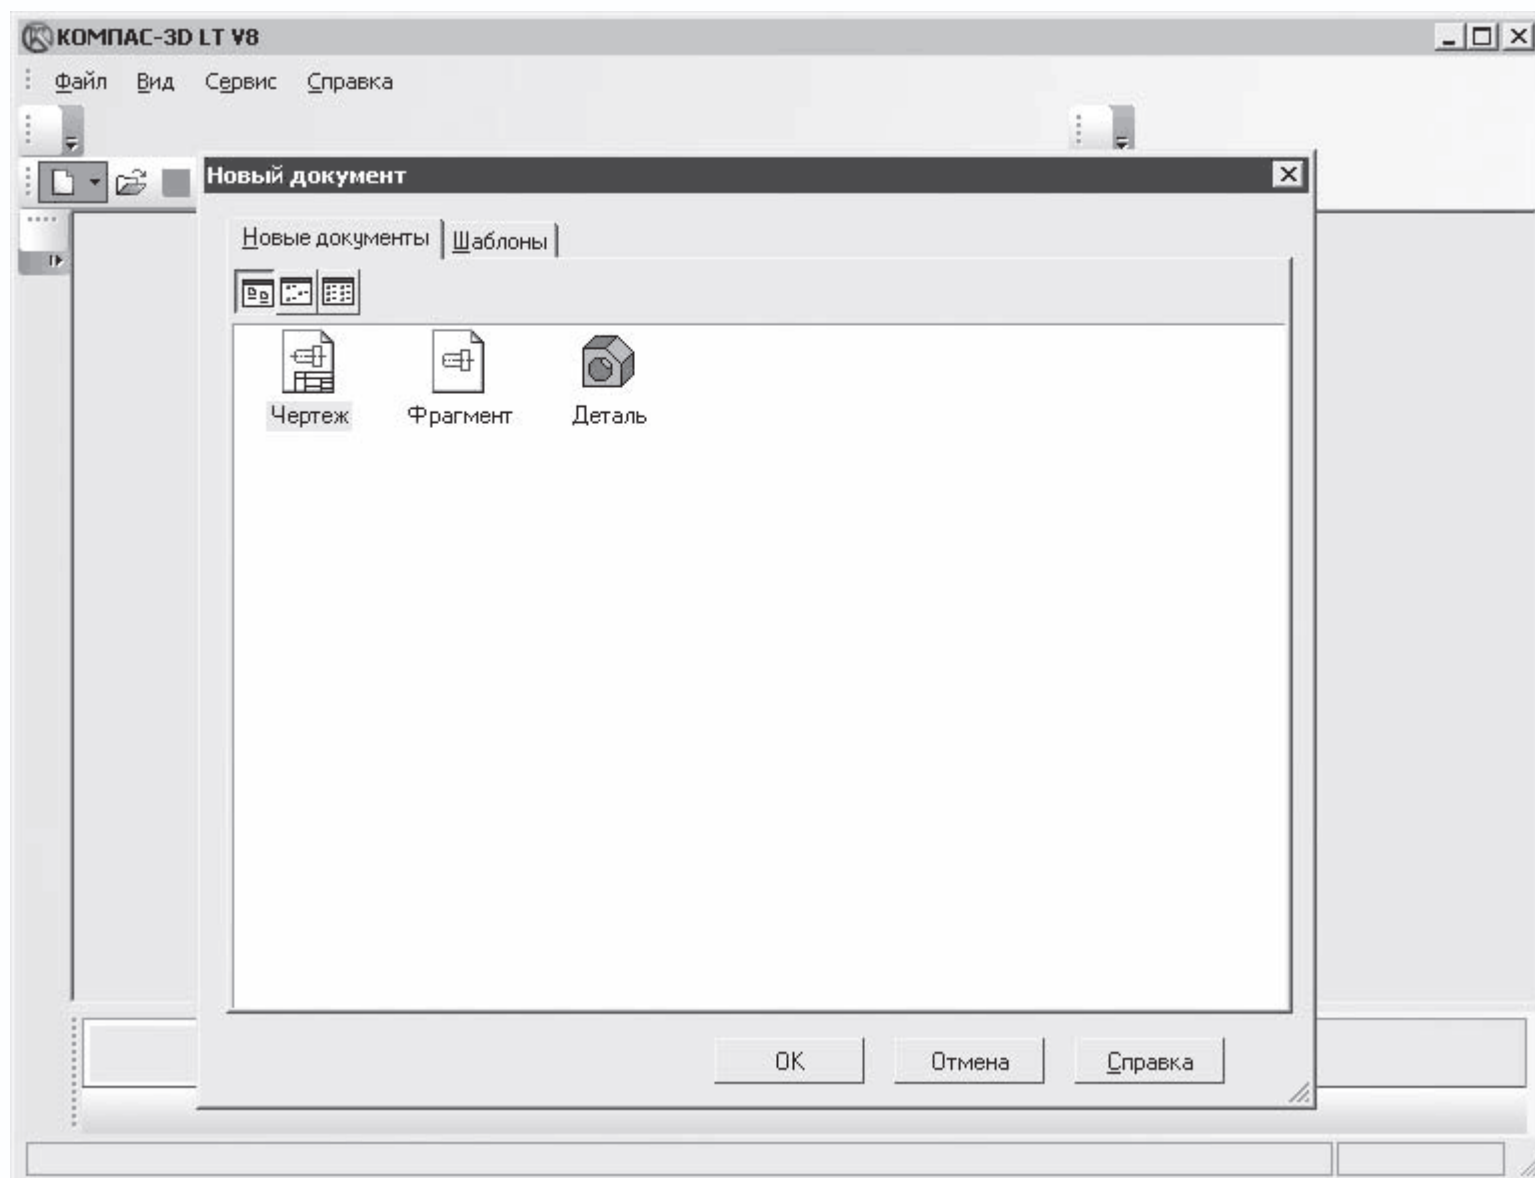 КОМПАС-3D LT V8
Файл Вид Сервис Справка
Новый документ
Новые документы Шаблоны
Чертеж Фрагмент Деталь
OK Отмена Справка